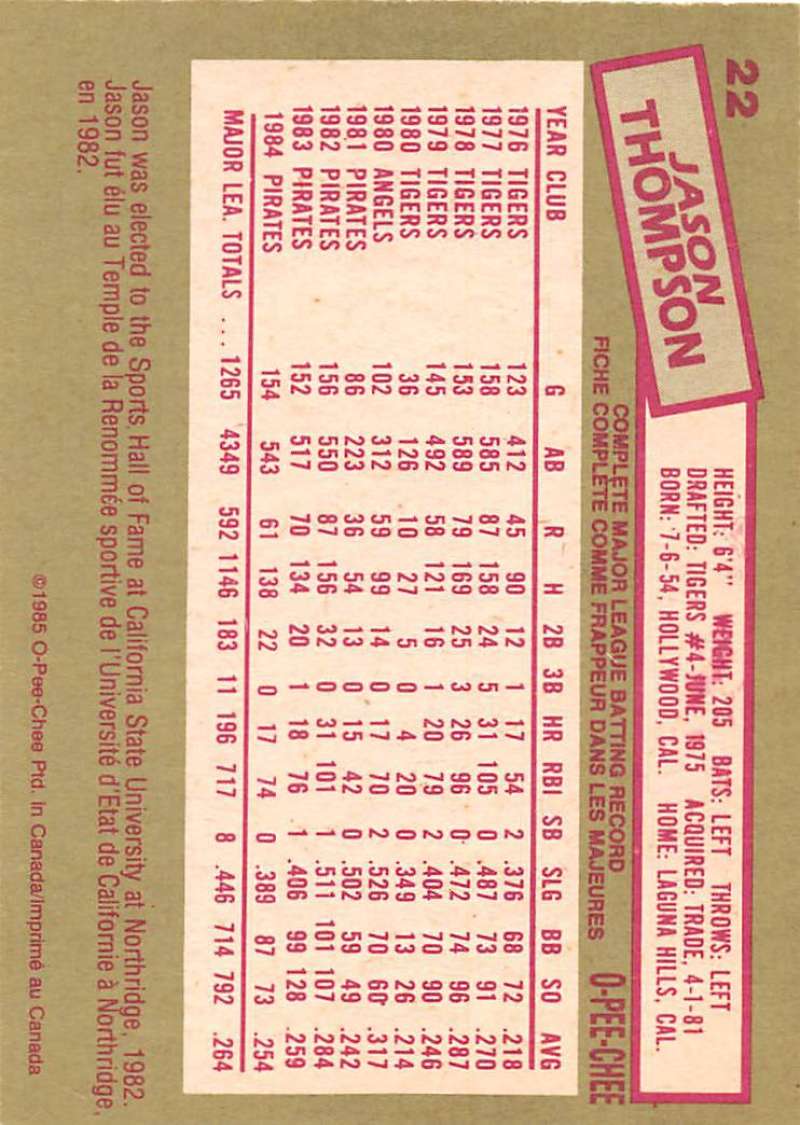 22
JASON
THOMPSON
HEIGHT: 6'4" WEIGHT: 205 BATS: LEFT THROWS: LEFT
DRAFTED: TIGERS #4-JUNE, 1975 ACQUIRED: TRADE, 4-1-81
BORN: 7-6-54, HOLLYWOOD, CAL. HOME: LAGUNA HILLS, CAL.
COMPLETE MAJOR LEAGUE BATTING RECORD
FICHE COMPLÈTE COMME FRAPPEUR DANS LES MAJEURES O-PEE-CHEE
YEAR CLUB G AB R H 2B 3B HR RBI SB SLG BB SO AVG
1976 TIGERS 123 412 45 90 12 1 17 54 2 .376 68 72 .218
1977 TIGERS 158 585 87 158 24 5 31 105 0 .487 73 91 .270
1978 TIGERS 153 589 79 169 25 3 26 96 0 .472 74 96 .287
1979 TIGERS 145 492 58 121 16 1 20 79 2 .404 70 90 .246
1980 TIGERS 36 126 10 27 5 0 4 20 0 .349 13 26 .214
1980 ANGELS 102 312 59 99 14 0 17 70 2 .526 70 60 .317
1981 PIRATES 86 223 36 54 13 0 15 42 0 .502 59 49 .242
1982 PIRATES 156 550 87 156 32 0 31 101 1 .511 101 107 .284
1983 PIRATES 152 517 70 134 20 1 18 76 1 .406 99 128 .259
1984 PIRATES 154 543 61 138 22 0 17 74 0 .389 87 73 .254
MAJOR LEA. TOTALS ... 1265 4349 592 1146 183 11 196 717 8 .446 714 792 .264
Jason was elected to the Sports Hall of Fame at California State University at Northridge, 1982.
Jason fut élu au Temple de la Renommée sportive de l'Université d'Etat de Californie à Northridge,
en 1982.
©1985 O-Pee-Chee Ptd. in Canada/Imprimé au Canada